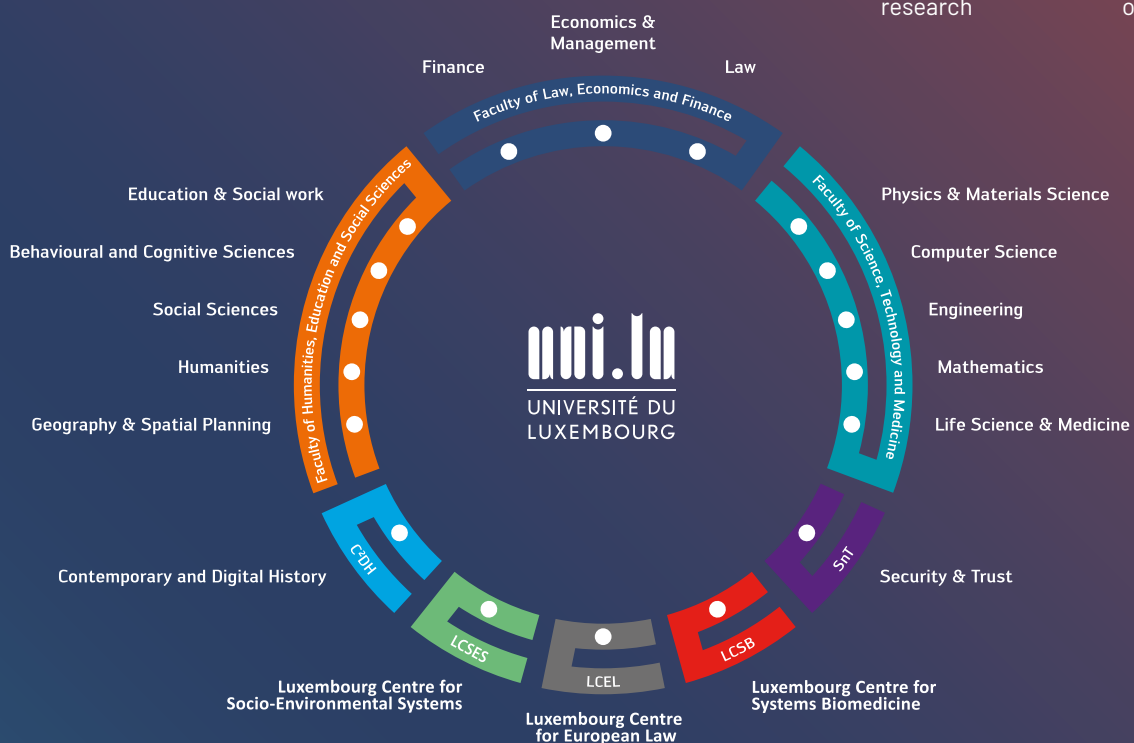 research
o
Economics &
Management
Finance
Law
Faculty of Law, Economics and Finance
Faculty of Humanities, Education and Social Sciences
Faculty of Science, Technology and Medicine
Education & Social work
Behavioural and Cognitive Sciences
Social Sciences
Humanities
Geography & Spatial Planning
Physics & Materials Science
Computer Science
Engineering
Mathematics
Life Science & Medicine
uni.lu
UNIVERSITÉ DU
LUXEMBOURG
C²DH
Contemporary and Digital History
SnT
Security & Trust
LCSES
LCEL
LCSB
Luxembourg Centre for
Socio-Environmental Systems
Luxembourg Centre
for European Law
Luxembourg Centre for
Systems Biomedicine